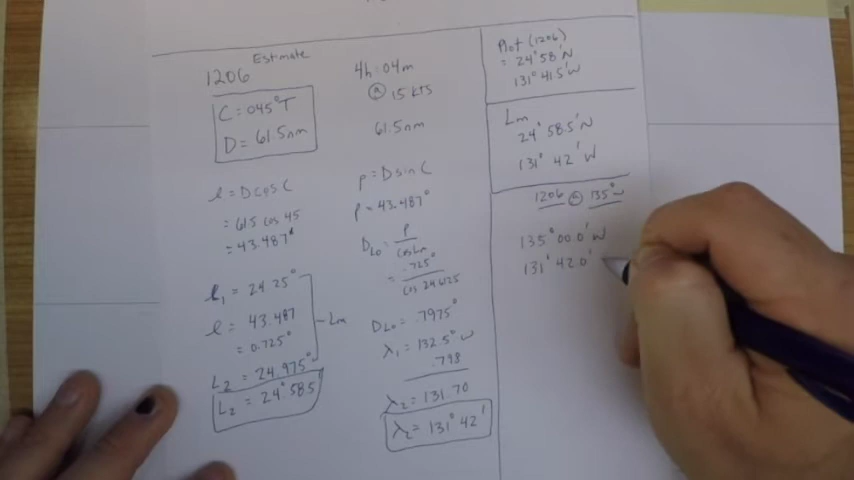 Estimate
1206
C = 045°T
D = 61.5nm
l = D cos C
= 61.5 cos 45
= 43.487'
L₁ = 24.25°
l = 43.487
= 0.725°
Lm
L₂ = 24.975°
L₂ = 24° 58.5'
4h : 04m
@ 15 KTS
61.5nm
p = D sin C
p = 43.487°
DLo = p / cos Lm
= .725° / cos 24.6125
DLo = .7975°
λ₁ = 132.5° W
.798
λ₂ = 131.70
λ₂ = 131° 42'
Plot (1206)
= 24° 58' N
131° 41.5' W
Lm
24° 58.5' N
131° 42' W
1206 @ 135° W
135° 00.0' W
131° 42.0'